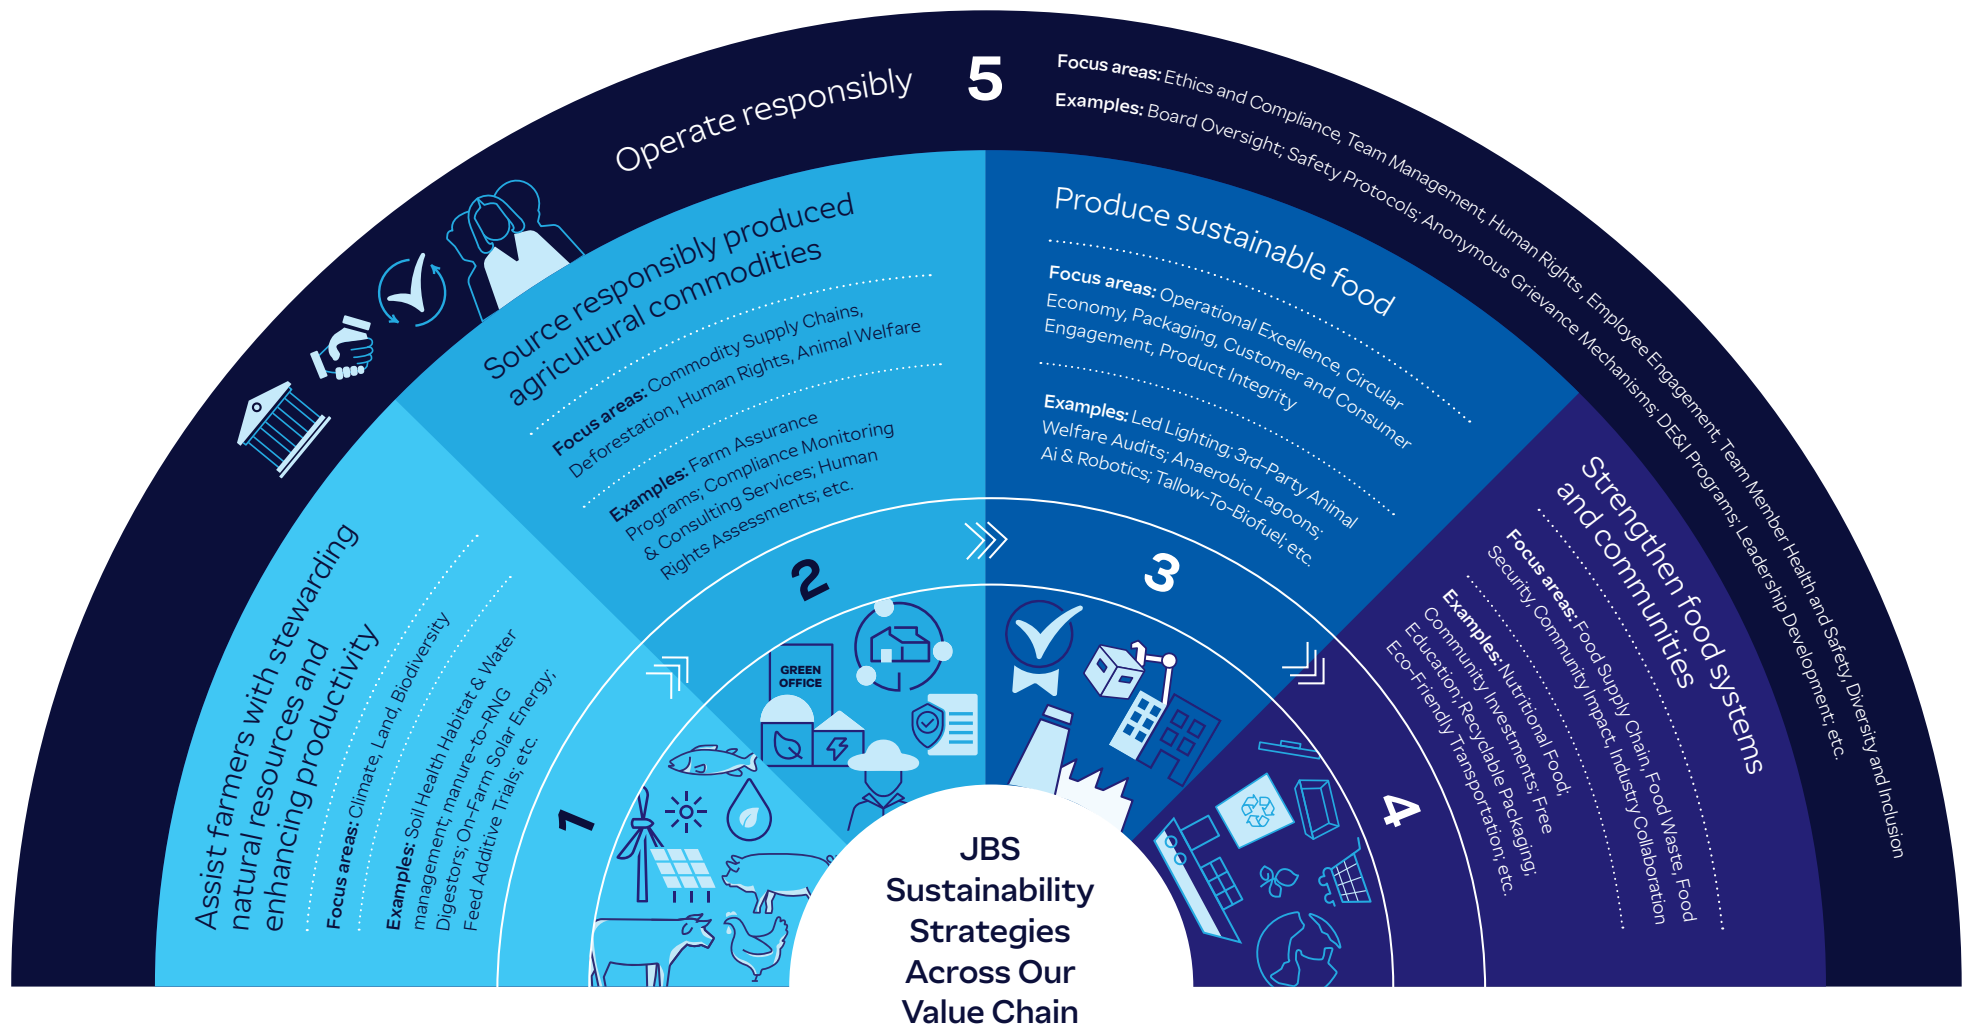 Operate responsibly
5
Focus areas: Ethics and Compliance, Team Management, Human Rights , Employee Engagement, Team Member Health and Safety, Diversity and Inclusion
Examples: Board Oversight; Safety Protocols; Anonymous Grievance Mechanisms; DE&I Programs; Leadership Development; etc.
Assist farmers with stewarding
natural resources and
enhancing productivity
Focus areas: Climate, Land, Biodiversity
Examples: Soil Health Habitat & Water
management; manure-to-RNG
Digestors; On-Farm Solar Energy;
Feed Additive Trials; etc.
1
Source responsibly produced
agricultural commodities
Focus areas: Commodity Supply Chains,
Deforestation, Human Rights, Animal Welfare
Examples: Farm Assurance
Programs; Compliance Monitoring
& Consulting Services; Human
Rights Assessments; etc.
2
GREEN
OFFICE
Produce sustainable food
Focus areas: Operational Excellence, Circular
Economy, Packaging, Customer and Consumer
Engagement, Product Integrity
Examples: Led Lighting; 3rd-Party Animal
Welfare Audits; Anaerobic Lagoons;
Ai & Robotics; Tallow-To-Biofuel; etc.
3
Strengthen food systems
and communities
Focus areas: Food Supply Chain, Food Waste, Food
Security, Community Impact, Industry Collaboration
Examples: Nutritional Food;
Community Investments; Free
Education; Recyclable Packaging;
Eco-Friendly Transportation; etc.
4
JBS
Sustainability
Strategies
Across Our
Value Chain